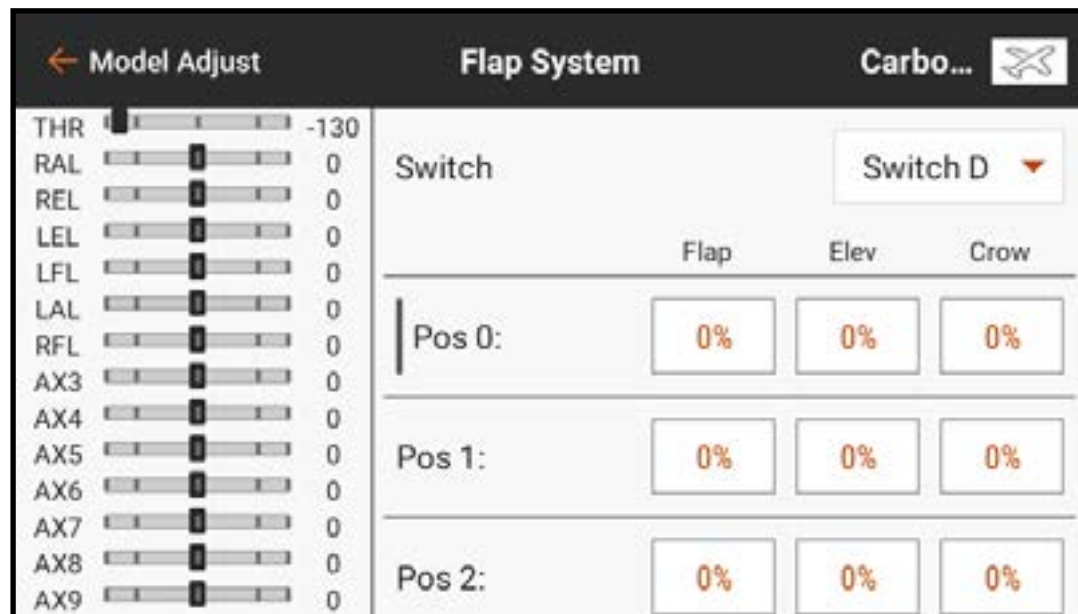 ← Model Adjust Flap System Carbo...
THR -130
RAL 0
REL 0
LEL 0
LFL 0
LAL 0
RFL 0
AX3 0
AX4 0
AX5 0
AX6 0
AX7 0
AX8 0
AX9 0
Switch Switch D
Flap Elev Crow
Pos 0: 0% 0% 0%
Pos 1: 0% 0% 0%
Pos 2: 0% 0% 0%